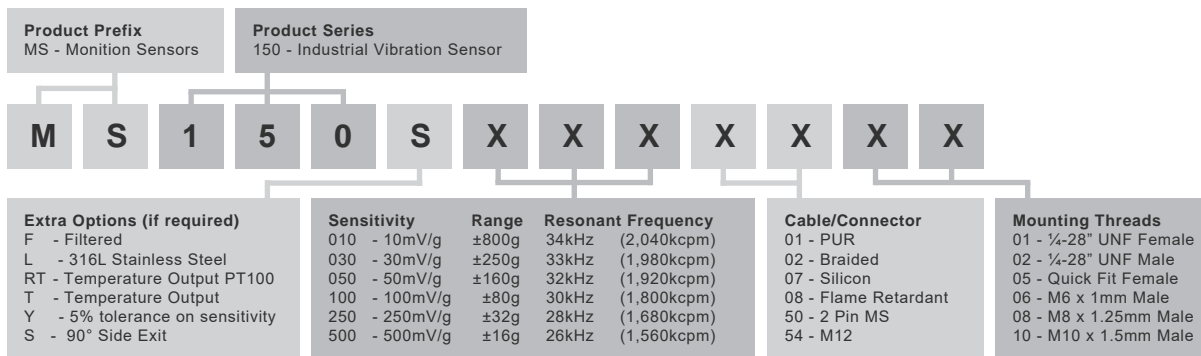 Product Prefix
MS - Monition Sensors
Product Series
150 - Industrial Vibration Sensor
M S 1 5 0 S X X X X X X X
Extra Options (if required)
F - Filtered
L - 316L Stainless Steel
RT - Temperature Output PT100
T - Temperature Output
Y - 5% tolerance on sensitivity
S - 90° Side Exit
Sensitivity Range Resonant Frequency
010 - 10mV/g ±800g 34kHz (2,040kcpm)
030 - 30mV/g ±250g 33kHz (1,980kcpm)
050 - 50mV/g ±160g 32kHz (1,920kcpm)
100 - 100mV/g ±80g 30kHz (1,800kcpm)
250 - 250mV/g ±32g 28kHz (1,680kcpm)
500 - 500mV/g ±16g 26kHz (1,560kcpm)
Cable/Connector
01 - PUR
02 - Braided
07 - Silicon
08 - Flame Retardant
50 - 2 Pin MS
54 - M12
Mounting Threads
01 - ¼-28” UNF Female
02 - ¼-28” UNF Male
05 - Quick Fit Female
06 - M6 x 1mm Male
08 - M8 x 1.25mm Male
10 - M10 x 1.5mm Male